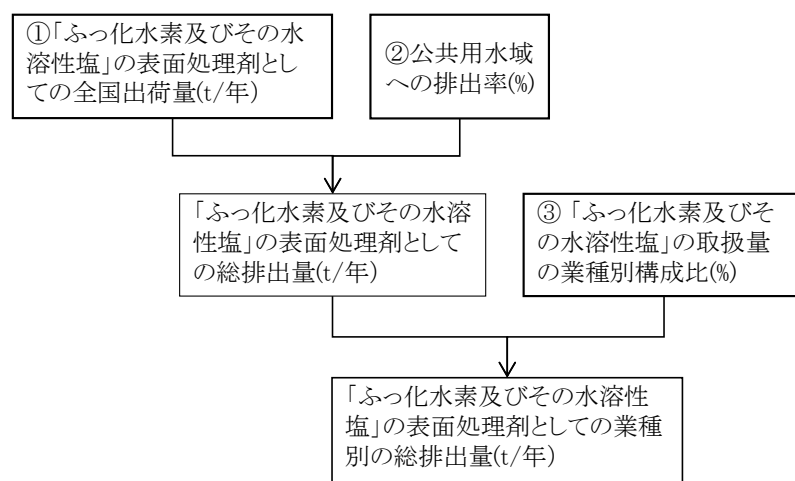 ①「ふっ化水素及びその水
溶性塩」の表面処理剤とし
ての全国出荷量(t/年)
②公共用水域
への排出率(%)
「ふっ化水素及びその水溶
性塩」の表面処理剤として
の総排出量(t/年)
③「ふっ化水素及びそ
の水溶性塩」の取扱量
の業種別構成比(%)
「ふっ化水素及びその水溶性
塩」の表面処理剤としての業種
別の総排出量(t/年)